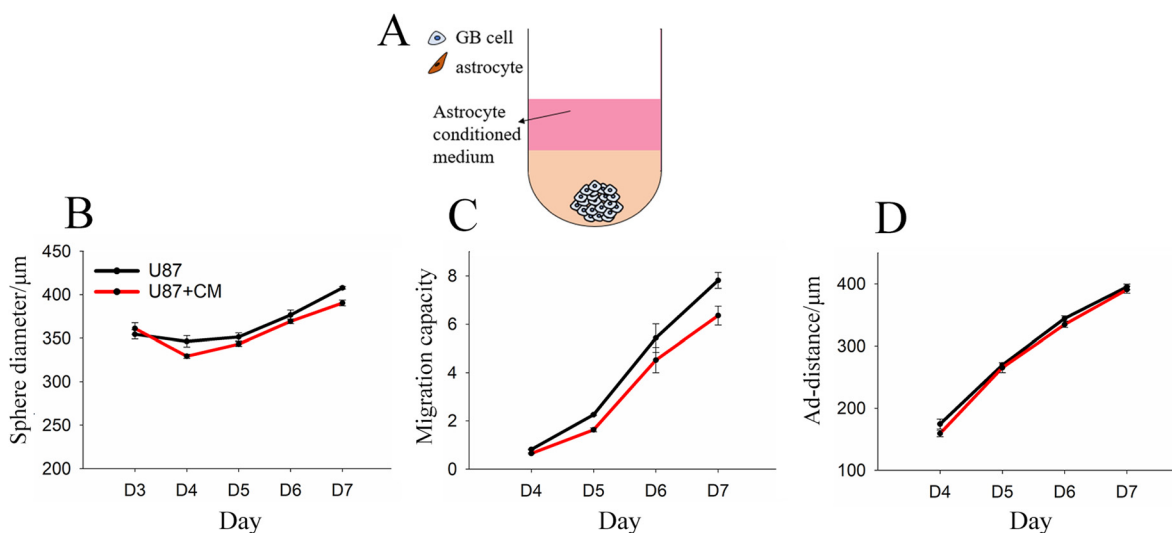 A
GB cell
astrocyte
Astrocyte
conditioned
medium
B
Sphere diameter/μm
450
400
350
300
250
200
U87
U87+CM
D3 D4 D5 D6 D7
Day
C
Migration capacity
8
6
4
2
0
D4 D5 D6 D7
Day
D
Ad-distance/μm
400
300
200
100
D4 D5 D6 D7
Day